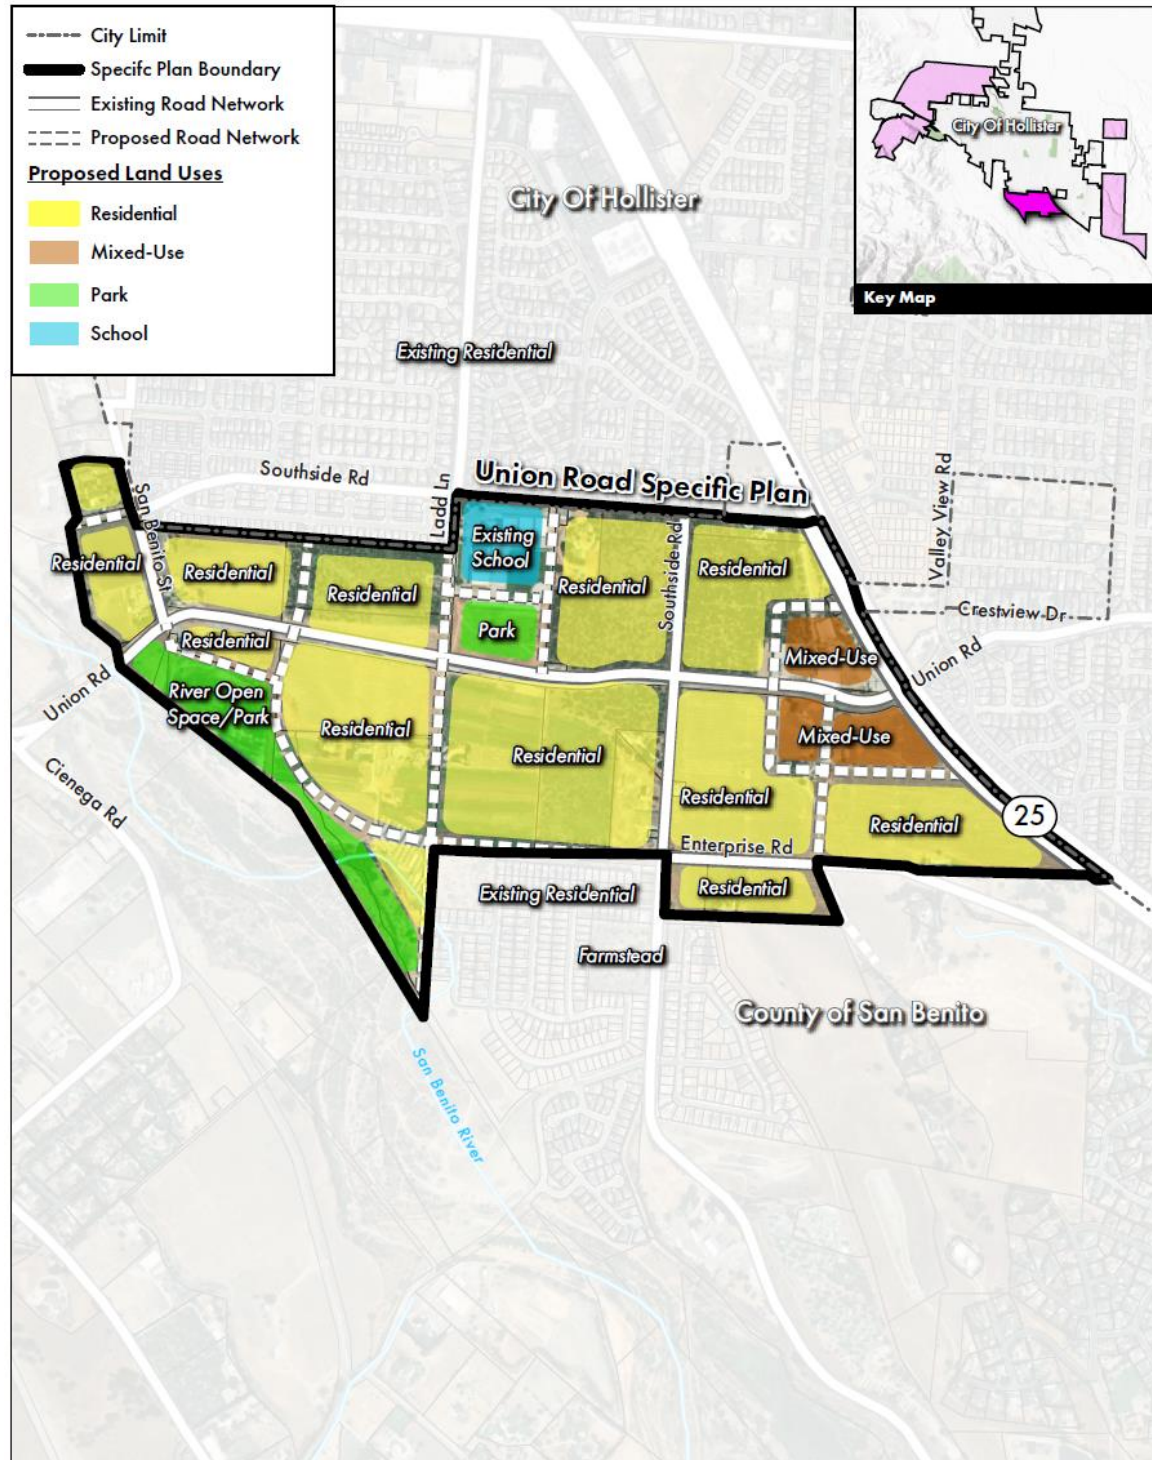 City Limit
Specifc Plan Boundary
Existing Road Network
Proposed Road Network
Proposed Land Uses
Residential
Mixed-Use
Park
School
City Of Hollister
Key Map
City Of Hollister
Existing Residential
Southside Rd
Ladd Ln
Union Road Specific Plan
San Benito St
Valley View Rd
Existing
School
Southside Rd
Residential
Residential
Residential
Residential
Residential
Crestview Dr
Park
Residential
Mixed-Use
Union Rd
Union Rd
River Open
Space/Park
Residential
Residential
Mixed-Use
Cienega Rd
Residential
Residential
25
Enterprise Rd
Existing Residential
Residential
Farmstead
County of San Benito
San Benito River